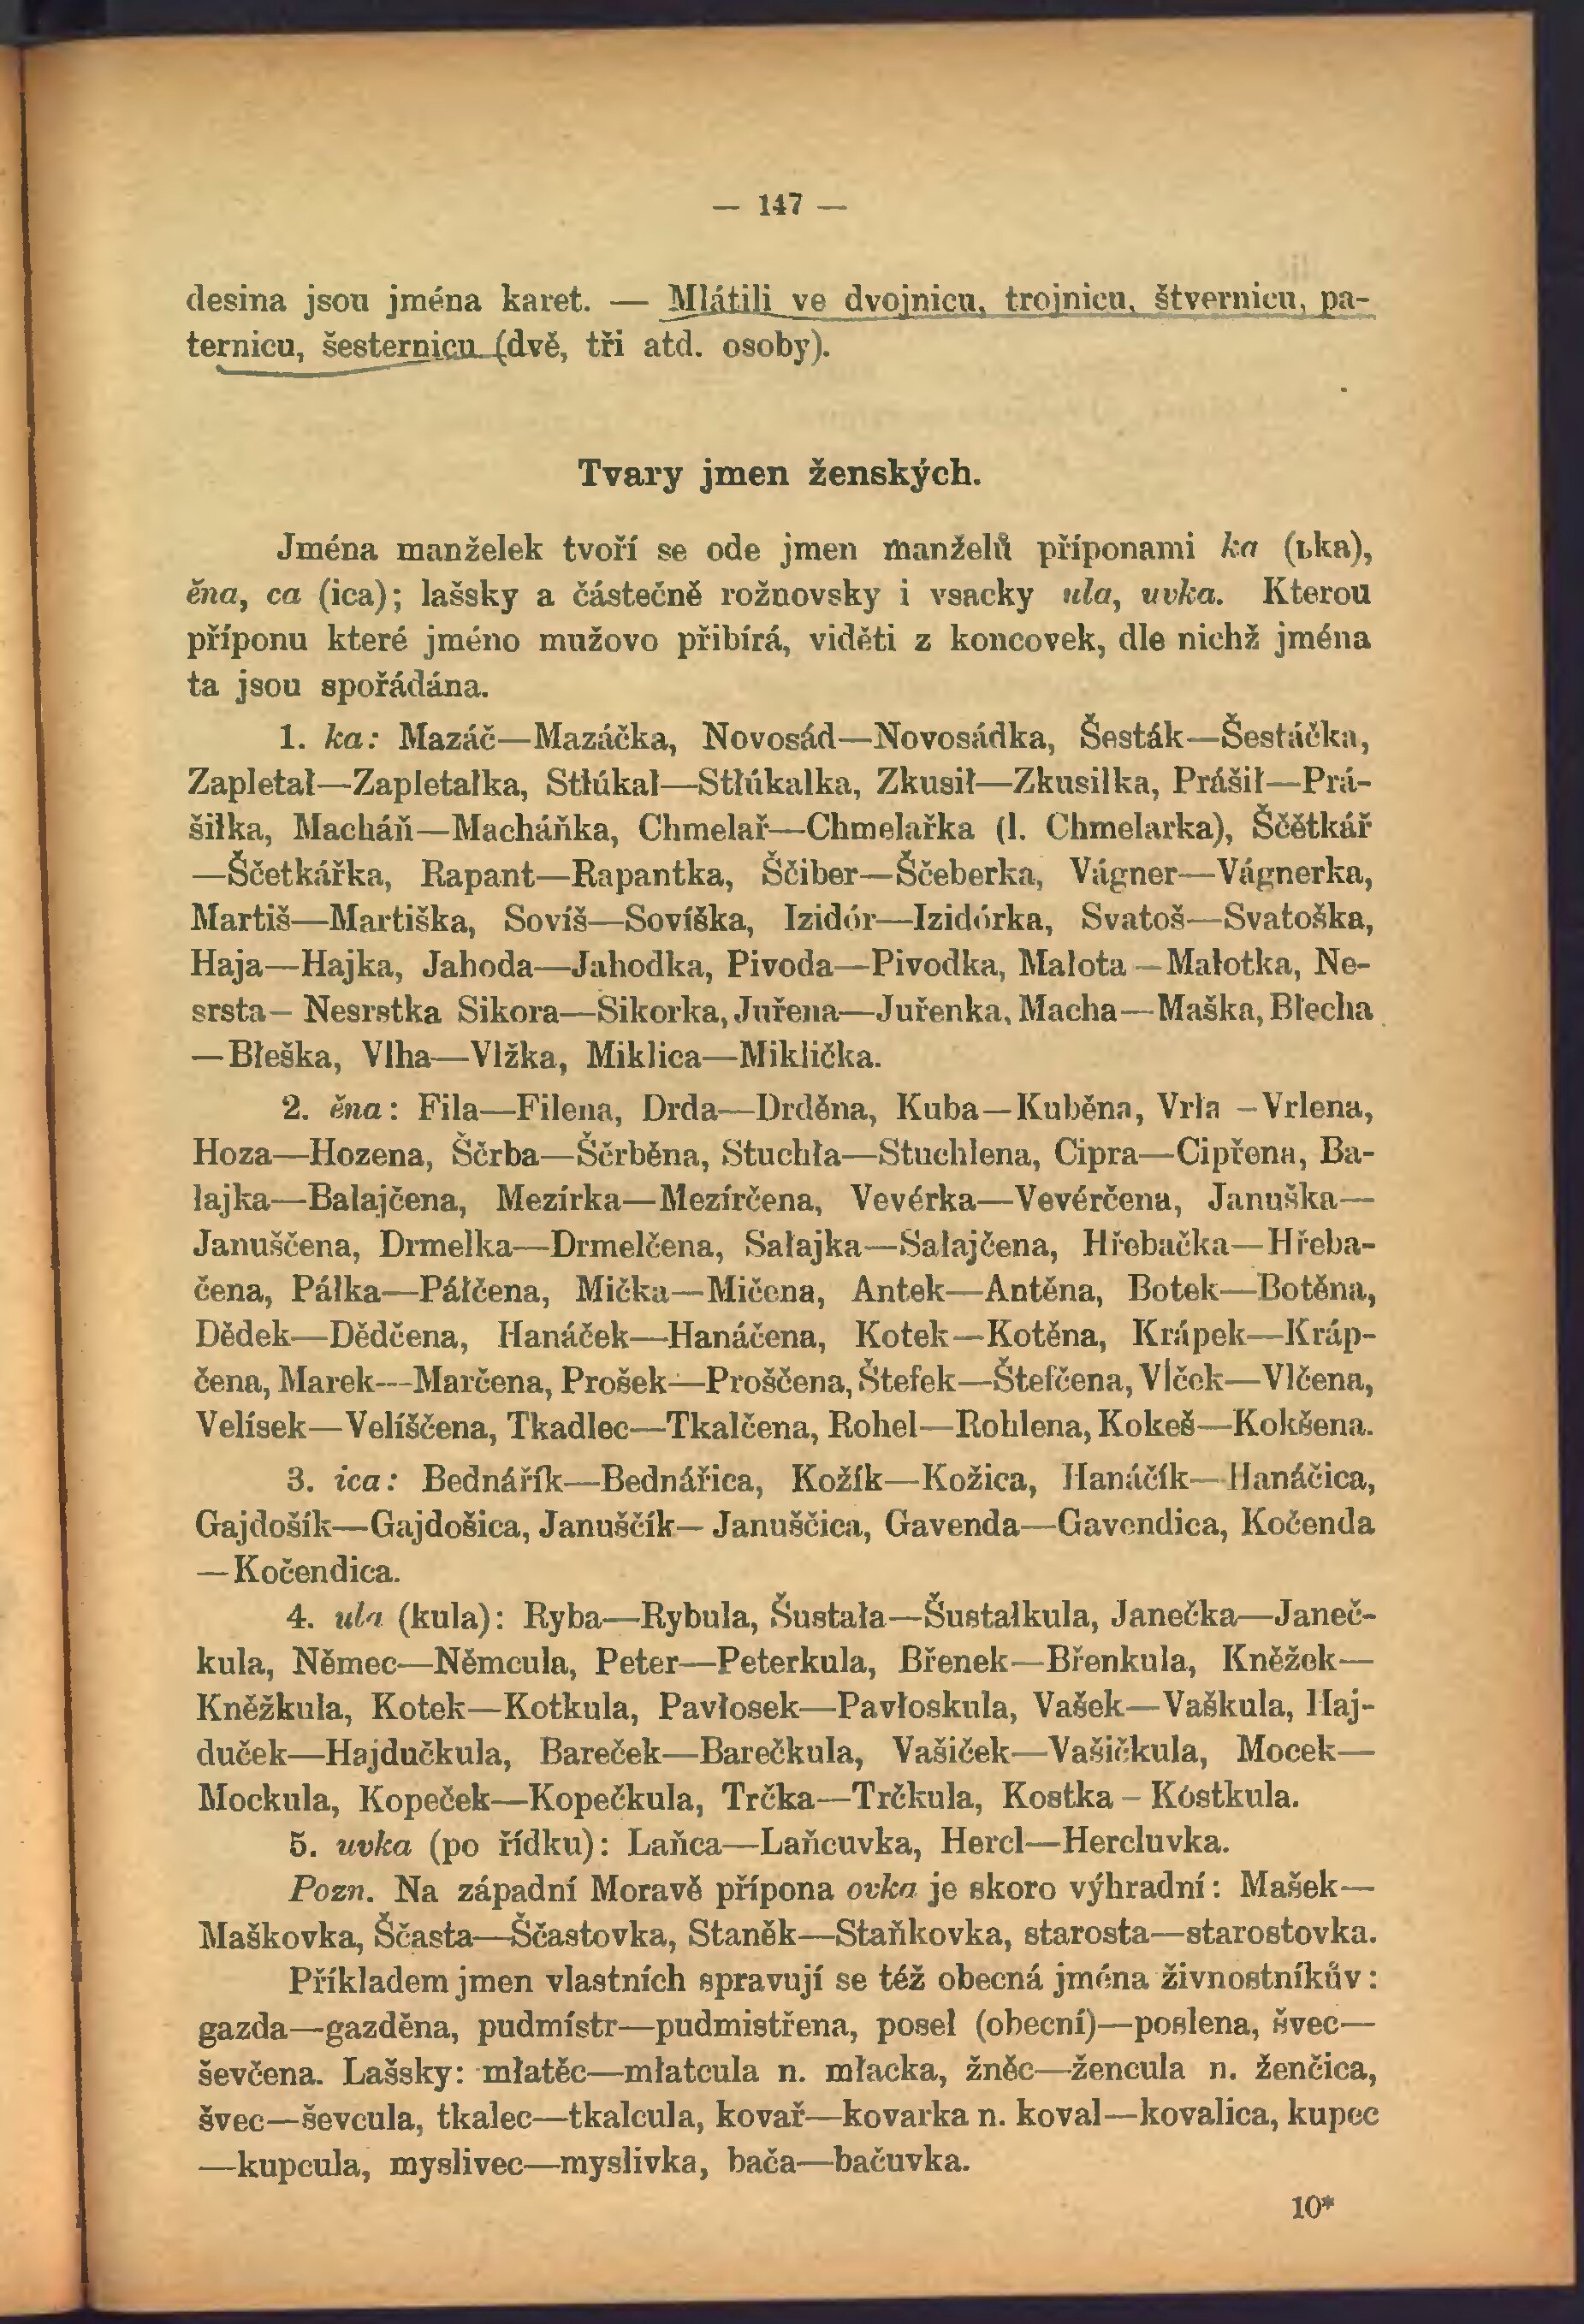 — 147 —
desina jsou jména karet. — Mlátili ve dvojnicu, trojnicu, štvernicu, pa-
ternicu, šesternicu (dvě, tři atd. osoby).
Tvary jmen ženských.
Jména manželek tvoří se ode jmen manželů příponami ka (ьka),
ěna, ca (ica); lašsky a částečně rožnovsky i vsacky ula, uvka. Kterou
příponu které jméno mužovo přibírá, viděti z koncovek, dle nichž jména
ta jsou spořádána.
1. ka: Mazáč—Mazáčka, Novosád—Novosádka, Šesták—Šestáčka,
Zapletał—Zapletałka, Stłúkal—Stłúkalka, Zkusił—Zkusilka, Prášił—Prá-
šiłka, Macháň—Macháňka, Chmelař—Chmelařka (l. Chmelarka), Ščětkář
—Ščetkářka, Rapant—Rapantka, Ščiber—Ščeberka, Vágner—Vágnerka,
Martiš—Martiška, Sovíš—Sovíška, Izidór—Izidórka, Svatoš—Svatoška,
Haja—Hajka, Jahoda—Jahodka, Pivoda—Pivodka, Małota—Małotka, Ne-
srsta—Nesrstka Sikora—Sikorka, Juřena—Juřenka, Macha—Maška, Błecha
—Błeška, Vlha—Vlžka, Miklica—Miklička.
2. ěna: Fila—Filena, Drda—Drděna, Kuba—Kuběna, Vrła—Vrlena,
Hoza—Hozena, Ščrba—Ščrběna, Stuchła—Stuchlena, Cipra—Cipřena, Ba-
łajka—Balajčena, Mezírka—Mezírčena, Vevérka—Vevérčena, Januška—
Januščena, Drmelka—Drmelčena, Sałajka—Sałajčena, Hřebačka—Hřeba-
čena, Páłka—Páłčena, Mička—Mičena, Antek—Antěna, Botek—Botěna,
Dědek—Dědčena, Hanáček—Hanáčena, Kotek—Kotěna, Krápek—Kráp-
čena, Marek—Marčena, Prošek—Proščena, Štefek—Štefčena, Vlček—Vlčena,
Velísek—Velíščena, Tkadlec—Tkalčena, Rohel—Rohlena, Kokeš—Kokšena.
3. ica: Bednářík—Bednářica, Kožík—Kožica, Hanáčík—Hanáčica,
Gajdošík—Gajdošica, Januščík—Januščica, Gavenda—Gavendica, Kočenda
—Kočendica.
4. ula (kula): Ryba—Rybula, Šustała—Šustałkula, Janečka—Janeč-
kula, Němec—Němcula, Peter—Peterkula, Břenek—Břenkula, Kněžek—
Kněžkula, Kotek—Kotkula, Pavłosek—Pavłoskula, Vašek—Vaškula, Haj-
duček—Hajdučkula, Bareček—Barečkula, Vašiček—Vašičkula, Mocek—
Mockula, Kopeček—Kopečkula, Trčka—Trčkula, Kostka—Kóstkula.
5. uvka (po řídku): Laňca—Laňcuvka, Hercl—Hercluvka.
Pozn. Na západní Moravě přípona ovka je skoro výhradní: Mašek—
Maškovka, Ščasta—Ščastovka, Staněk—Staňkovka, starosta—starostovka.
Příkladem jmen vlastních spravují se též obecná jména živnostníkův:
gazda—gazděna, pudmístr—pudmistřena, poseł (obecní)—poslena, švec—
ševčena. Lašsky: młatěc—młatcula n. młacka, žněc—žencula n. ženčica,
švec—ševcula, tkalec—tkalcula, kovař—kovarka n. koval—kovalica, kupec
—kupcula, myslivec—myslivka, bača—bačuvka.
10*